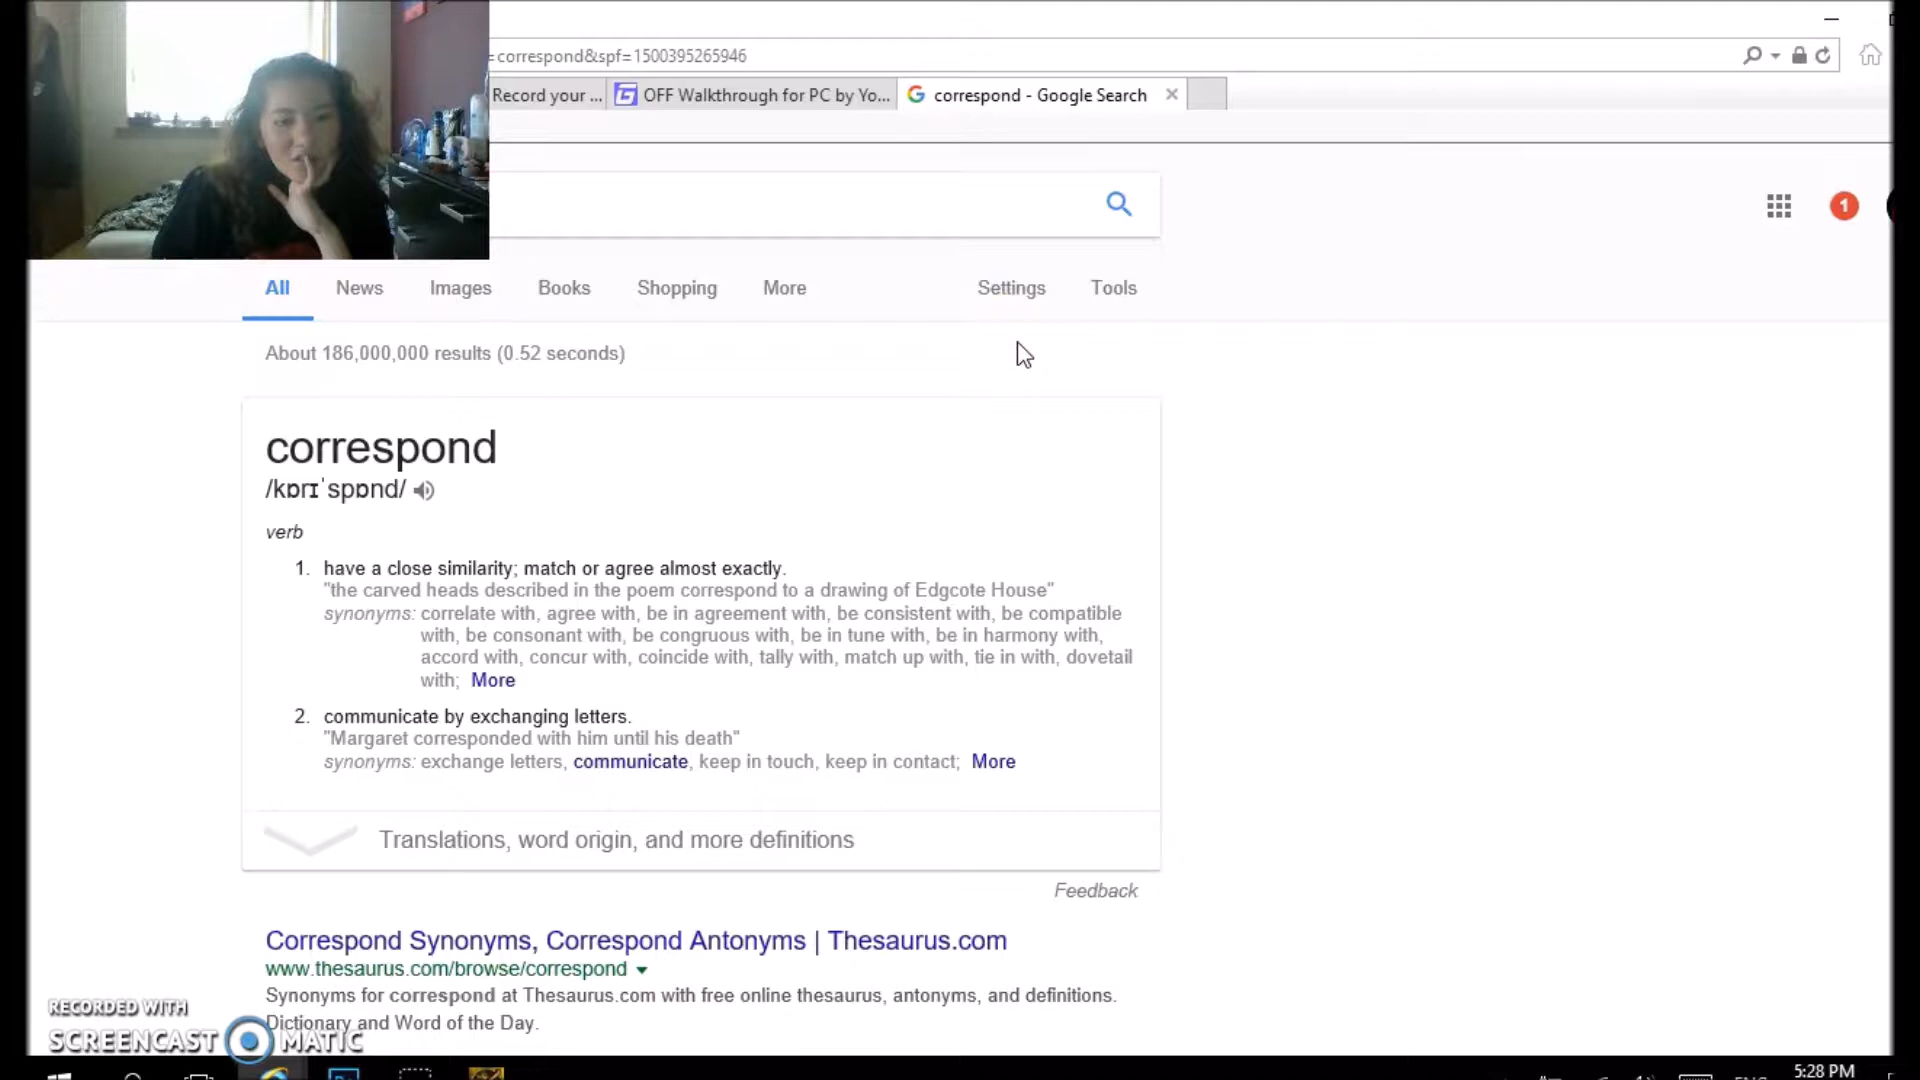 =correspond&spf=1500395265946
Record your ...
OFF Walkthrough for PC by Yo...
correspond - Google Search
1
All News Images Books Shopping More Settings Tools
About 186,000,000 results (0.52 seconds)
correspond
/kɒrɪˈspɒnd/
verb
1. have a close similarity; match or agree almost exactly.
"the carved heads described in the poem correspond to a drawing of Edgcote House"
synonyms: correlate with, agree with, be in agreement with, be consistent with, be compatible
with, be consonant with, be congruous with, be in tune with, be in harmony with,
accord with, concur with, coincide with, tally with, match up with, tie in with, dovetail
with; More
2. communicate by exchanging letters.
"Margaret corresponded with him until his death"
synonyms: exchange letters, communicate, keep in touch, keep in contact; More
Translations, word origin, and more definitions
Feedback
Correspond Synonyms, Correspond Antonyms | Thesaurus.com
www.thesaurus.com/browse/correspond
Synonyms for correspond at Thesaurus.com with free online thesaurus, antonyms, and definitions.
Dictionary and Word of the Day.
RECORDED WITH
SCREENCAST MATIC
5:28 PM